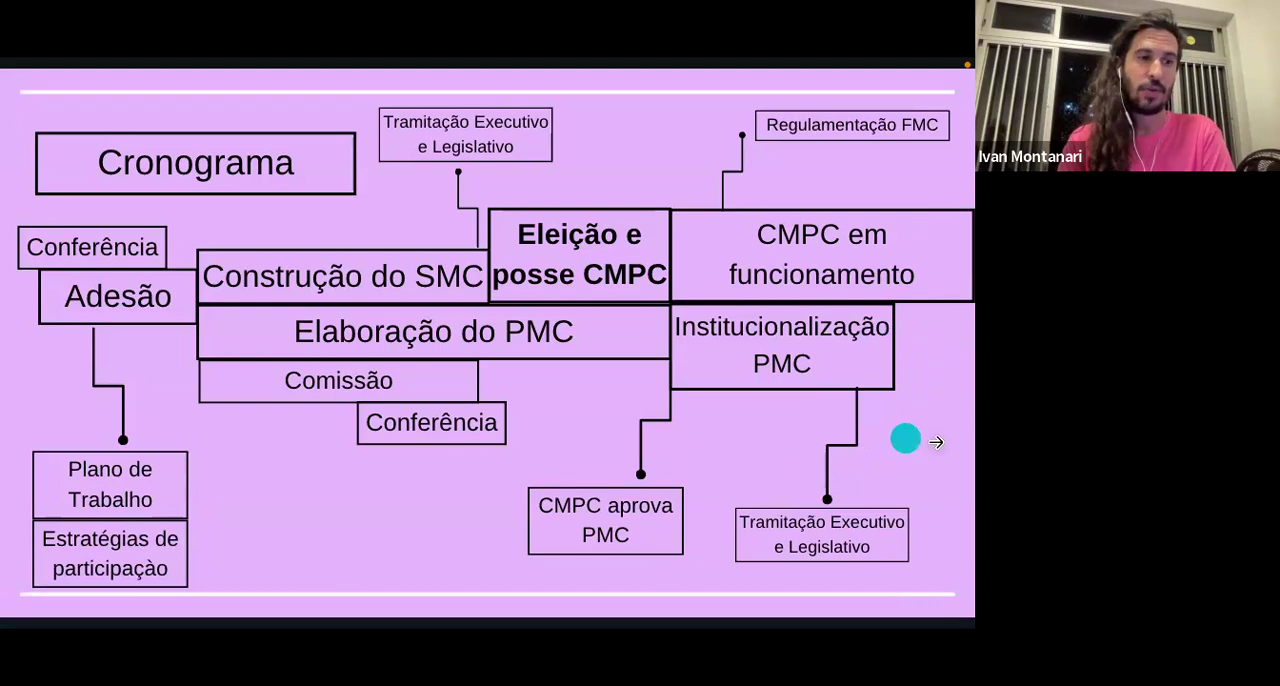 Cronograma
Tramitação Executivo
e Legislativo
Regulamentação FMC
Ivan Montanari
Conferência
Adesão
Construção do SMC
Eleição e
posse CMPC
CMPC em
funcionamento
Elaboração do PMC
Institucionalização
PMC
Comissão
Conferência
Plano de
Trabalho
Estratégias de
participaçào
CMPC aprova
PMC
Tramitação Executivo
e Legislativo